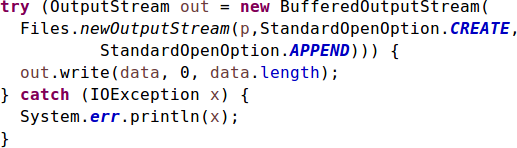 try (OutputStream out = new BufferedOutputStream(
  Files.newOutputStream(p,StandardOpenOption.CREATE,
          StandardOpenOption.APPEND))) {
  out.write(data, 0, data.length);
} catch (IOException x) {
  System.err.println(x);
}